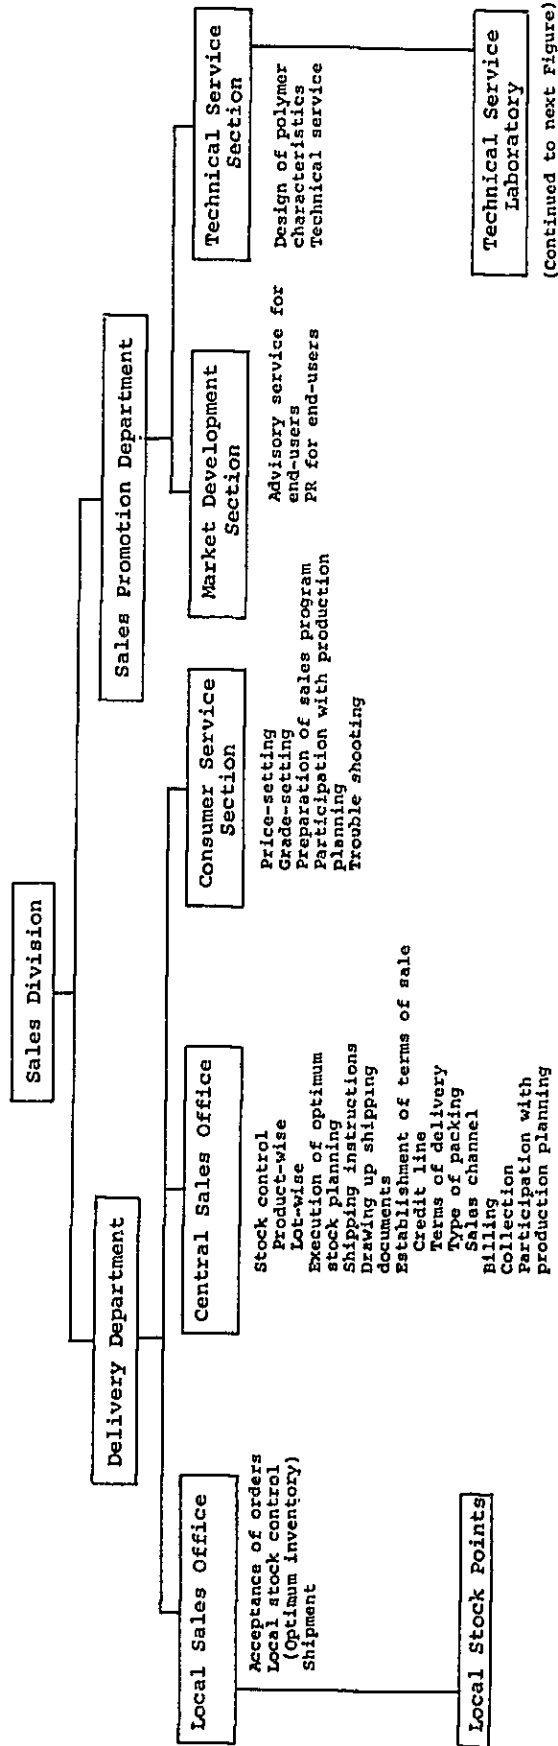 Sales Division
Delivery Department
Sales Promotion Department
Local Sales Office
Central Sales Office
Consumer Service
Section
Market Development
Section
Technical Service
Section
Acceptance of orders
Local stock control
(Optimum inventory)
Shipment
Stock control
Product-wise
Lot-wise
Execution of optimum
stock planning
Shipping instructions
Drawing up shipping
documents
Establishment of terms of sale
Credit line
Terms of delivery
Type of packing
Sales channel
Billing
Collection
Participation with
production planning
Price-setting
Grade-setting
Preparation of sales program
Participation with production
planning
Trouble shooting
Advisory service for
end-users
PR for end-users
Design of polymer
characteristics
Technical service
Local Stock Points
Technical Service
Laboratory
(Continued to next Figure)